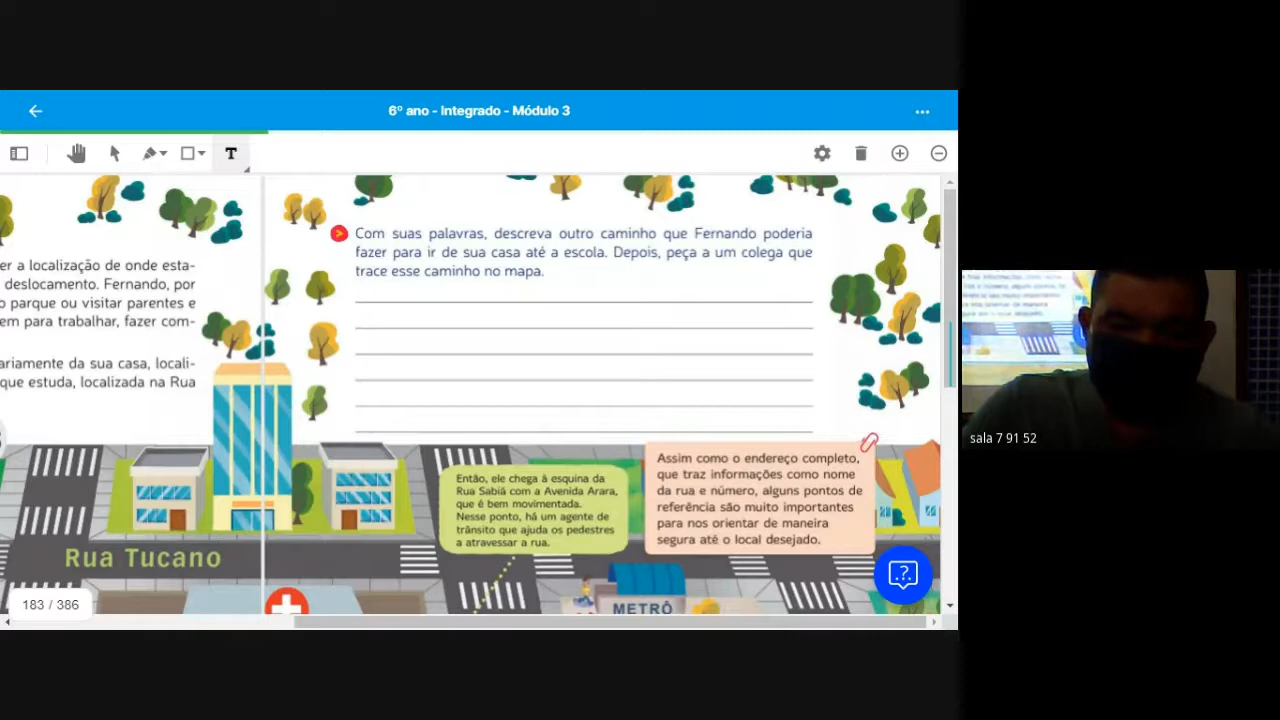 6º ano - Integrado - Módulo 3
T
er a localização de onde esta-
deslocamento. Fernando, por
o parque ou visitar parentes e
em para trabalhar, fazer com-
ariamente da sua casa, locali-
que estuda, localizada na Rua
Com suas palavras, descreva outro caminho que Fernando poderia
fazer para ir de sua casa até a escola. Depois, peça a um colega que
trace esse caminho no mapa.
Então, ele chega à esquina da
Rua Sabiá com a Avenida Arara,
que é bem movimentada.
Nesse ponto, há um agente de
trânsito que ajuda os pedestres
a atravessar a rua.
Assim como o endereço completo,
que traz informações como nome
da rua e número, alguns pontos de
referência são muito importantes
para nos orientar de maneira
segura até o local desejado.
Rua Tucano
METRÔ
183 / 386
sala 7 91 52